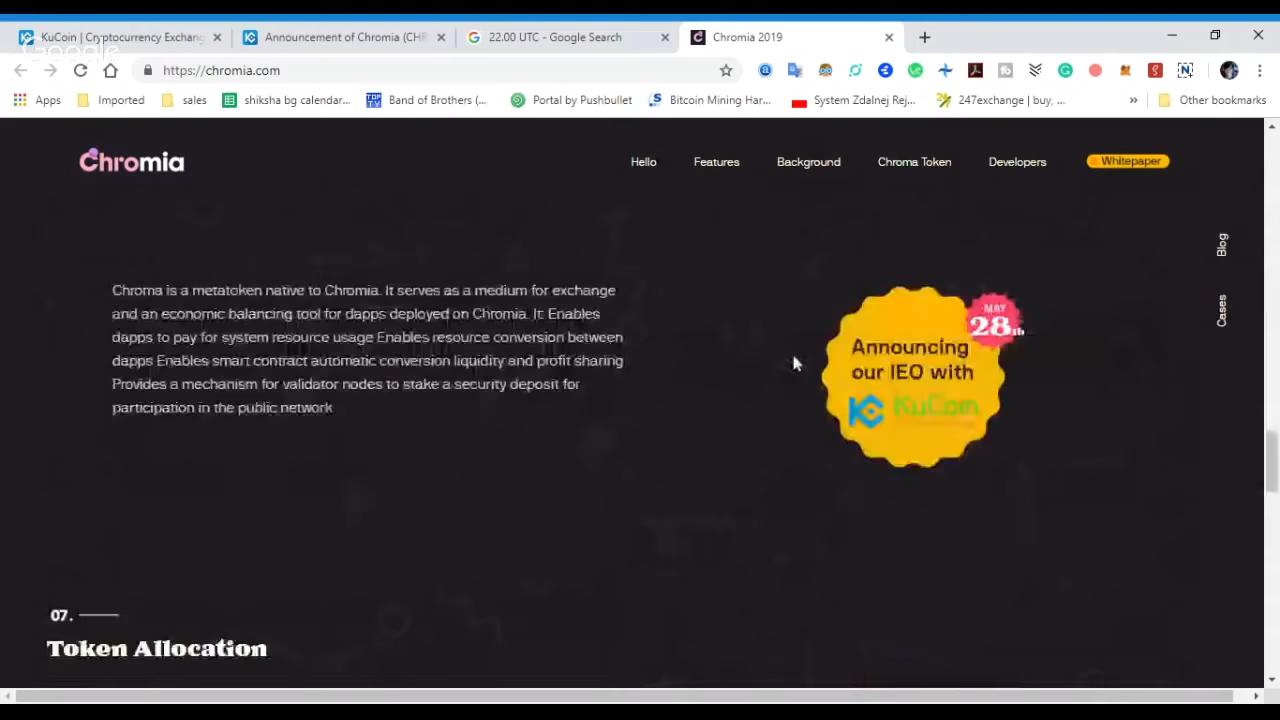 KuCoin | Cryptocurrency Exchang
Announcement of Chromia (CHR
22.00 UTC - Google Search
Chromia 2019
Google
https://chromia.com
Apps
Imported
sales
shiksha bg calendar...
Band of Brothers (...
Portal by Pushbullet
Bitcoin Mining Har...
System Zdalnej Rej...
247exchange | buy, ...
»
Other bookmarks
Chromia
Hello
Features
Background
Chroma Token
Developers
Whitepaper
Blog
Cases
Chroma is a metatoken native to Chromia. It serves as a medium for exchange
and an economic balancing tool for dapps deployed on Chromia. It: Enables
dapps to pay for system resource usage Enables resource conversion between
dapps Enables smart contract automatic conversion liquidity and profit sharing
Provides a mechanism for validator nodes to stake a security deposit for
participation in the public network
MAY
28th
Announcing
our IEO with
KuCoin
07.
Token Allocation